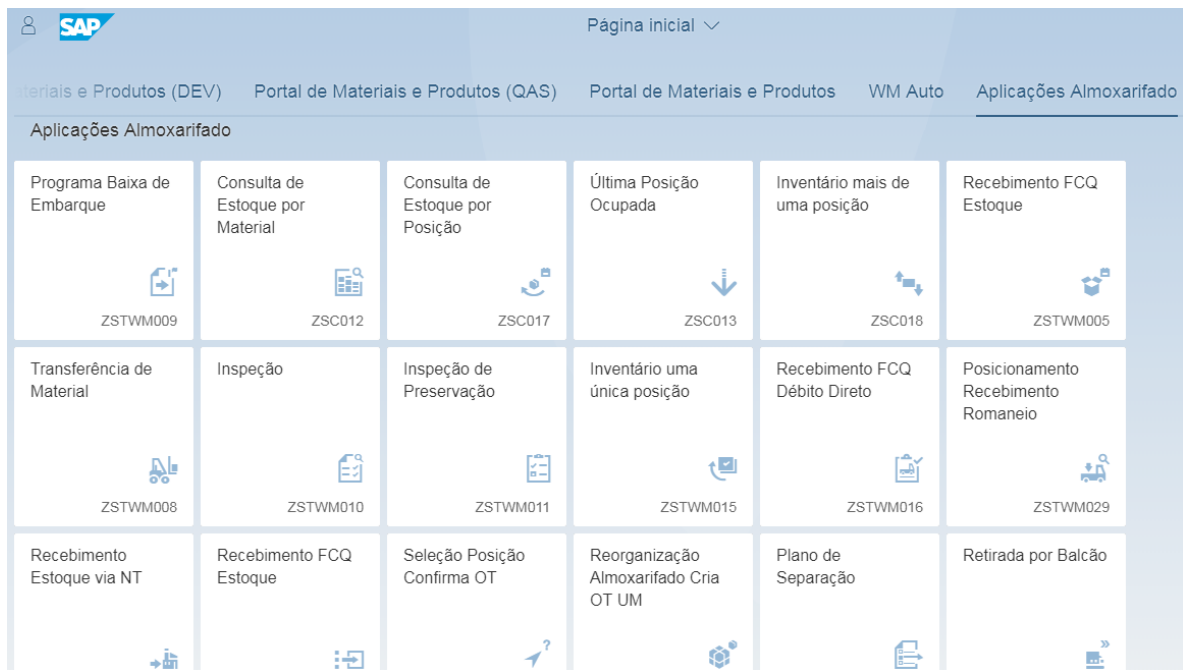 SAP
Página inicial
teriais e Produtos (DEV) Portal de Materiais e Produtos (QAS) Portal de Materiais e Produtos WM Auto Aplicações Almoxarifado
Aplicações Almoxarifado
Programa Baixa de
Embarque
ZSTWM009
Consulta de
Estoque por
Material
ZSC012
Consulta de
Estoque por
Posição
ZSC017
Última Posição
Ocupada
ZSC013
Inventário mais de
uma posição
ZSC018
Recebimento FCQ
Estoque
ZSTWM005
Transferência de
Material
ZSTWM008
Inspeção
ZSTWM010
Inspeção de
Preservação
ZSTWM011
Inventário uma
única posição
ZSTWM015
Recebimento FCQ
Débito Direto
ZSTWM016
Posicionamento
Recebimento
Romaneio
ZSTWM029
Recebimento
Estoque via NT
Recebimento FCQ
Estoque
Seleção Posição
Confirma OT
Reorganização
Almoxarifado Cria
OT UM
Plano de
Separação
Retirada por Balcão